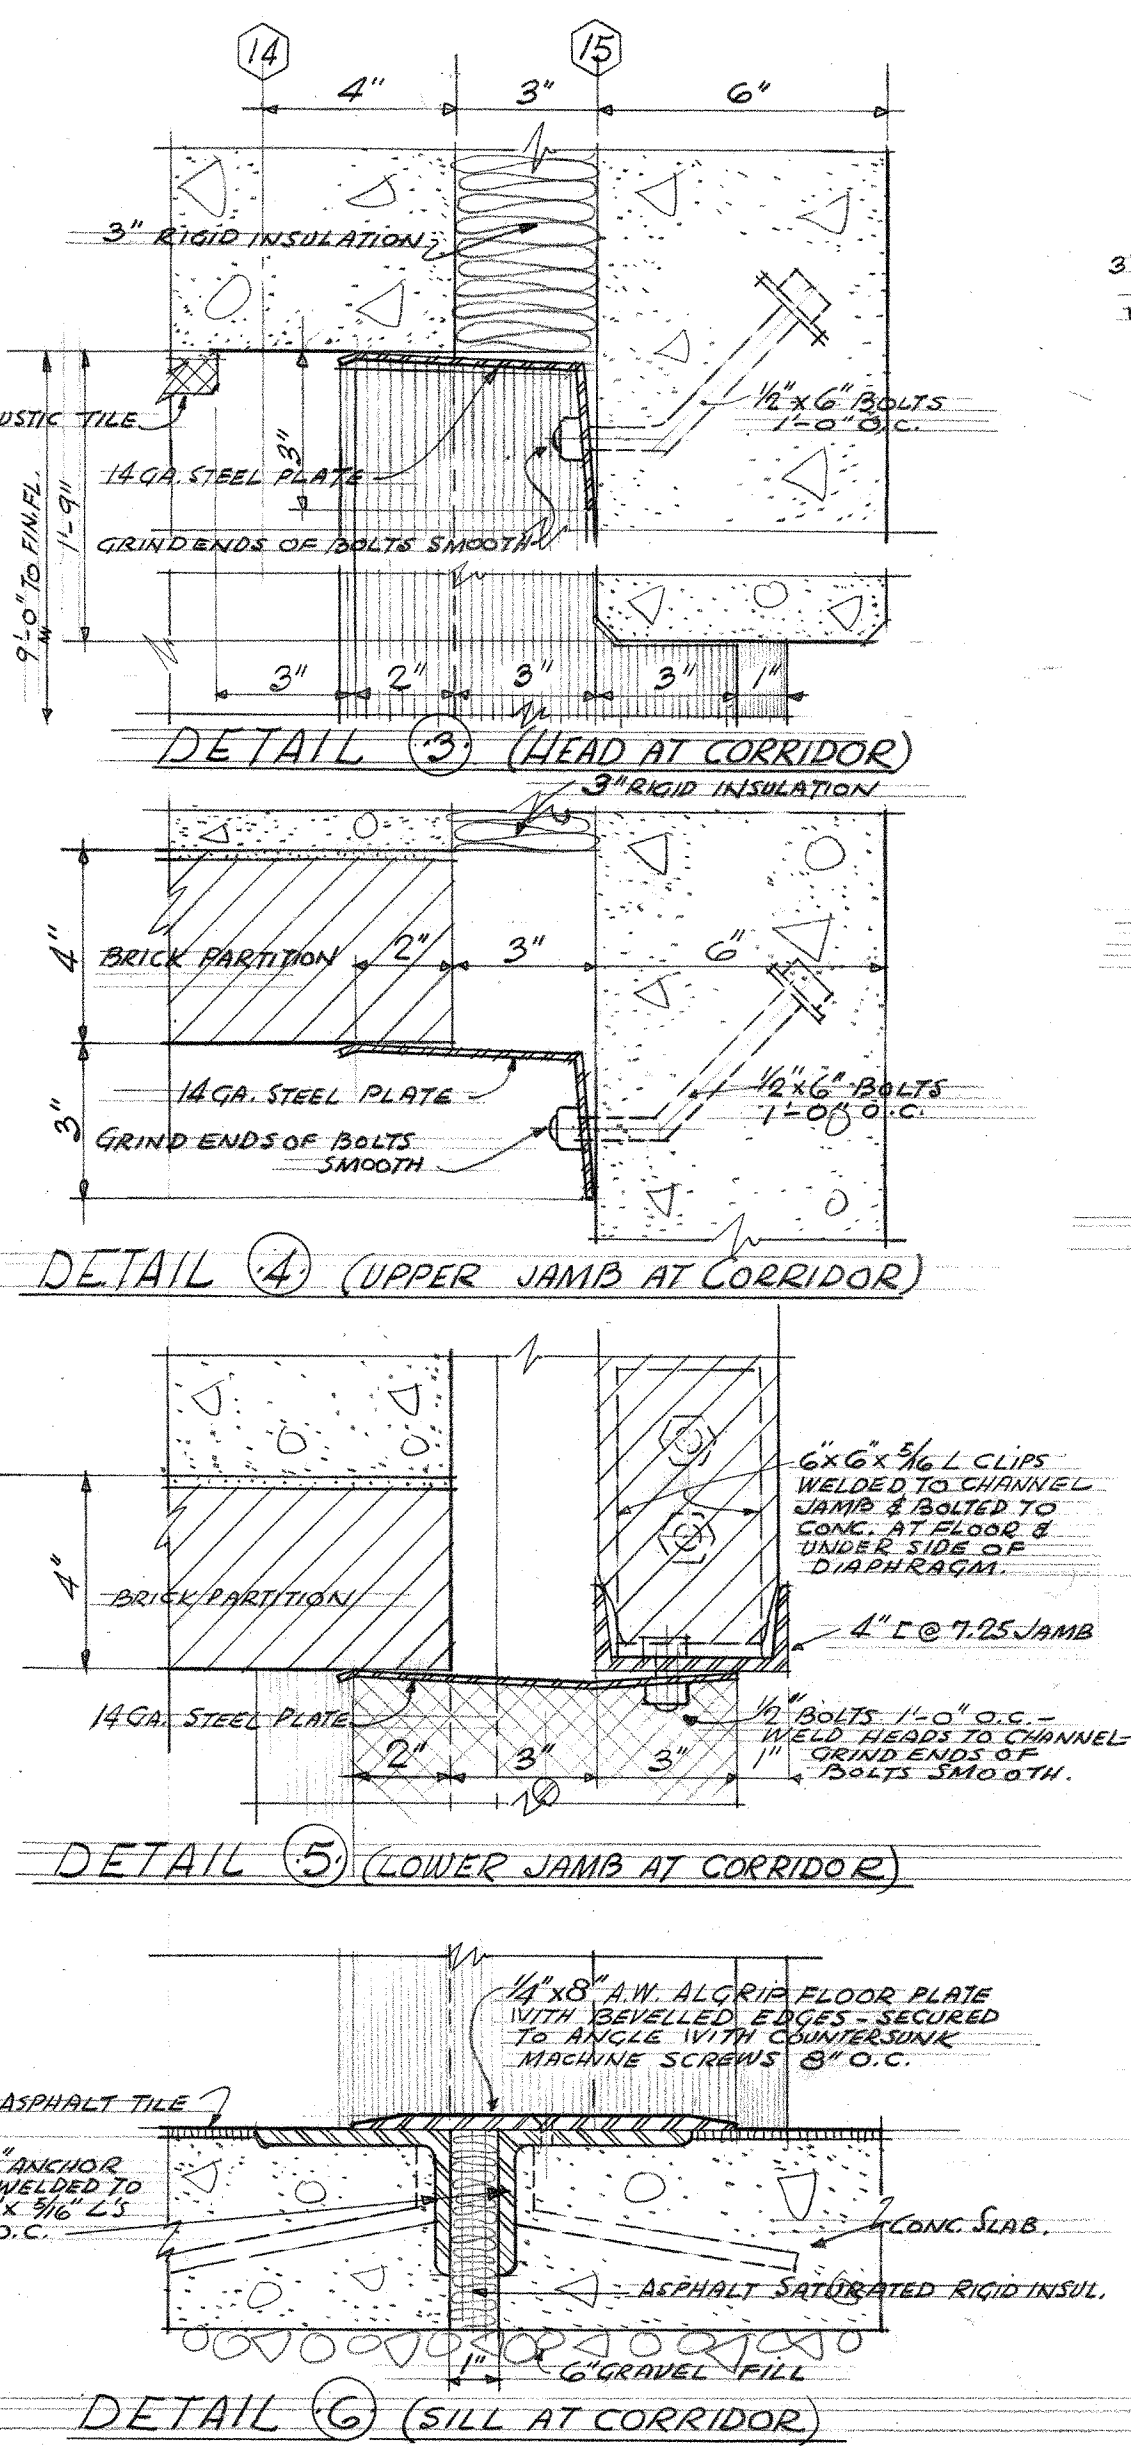 14
15
4"
3"
6"
3" RIGID INSULATION
3
USTIC TILE
3"
14 GA. STEEL PLATE
1/2" X 6" BOLTS
1'-0" O.C.
GRIND ENDS OF BOLTS SMOOTH
9'-0" TO FIN. FL.
1'-9"
3"
2"
3"
3"
1"
DETAIL 3 (HEAD AT CORRIDOR)
3" RIGID INSULATION
4"
BRICK PARTITION
2"
3"
6"
14 GA. STEEL PLATE
1/2" X 6" BOLTS
1'-0" O.C.
3"
GRIND ENDS OF BOLTS
SMOOTH
DETAIL 4 (UPPER JAMB AT CORRIDOR)
6" X 6" X 5/16 L CLIPS
WELDED TO CHANNEL
JAMB & BOLTED TO
CONC. AT FLOOR &
UNDER SIDE OF
DIAPHRAGM.
4"
BRICK PARTITION
4" [ @ 7.25 JAMB
14 GA. STEEL PLATE
1/2" BOLTS 1'-0" O.C. -
WELD HEADS TO CHANNEL-
GRIND ENDS OF
BOLTS SMOOTH.
2"
3"
3"
1"
DETAIL 5 (LOWER JAMB AT CORRIDOR)
1/4" X 8" A.W. ALGRIP FLOOR PLATE
WITH BEVELLED EDGES - SECURED
TO ANGLE WITH COUNTERSUNK
MACHINE SCREWS 8" O.C.
ASPHALT TILE
" ANCHOR
WELDED TO
"X 5/16" L'S
O.C.
CONC. SLAB.
ASPHALT SATURATED RIGID INSUL.
1"
6" GRAVEL FILL
DETAIL 6 (SILL AT CORRIDOR)